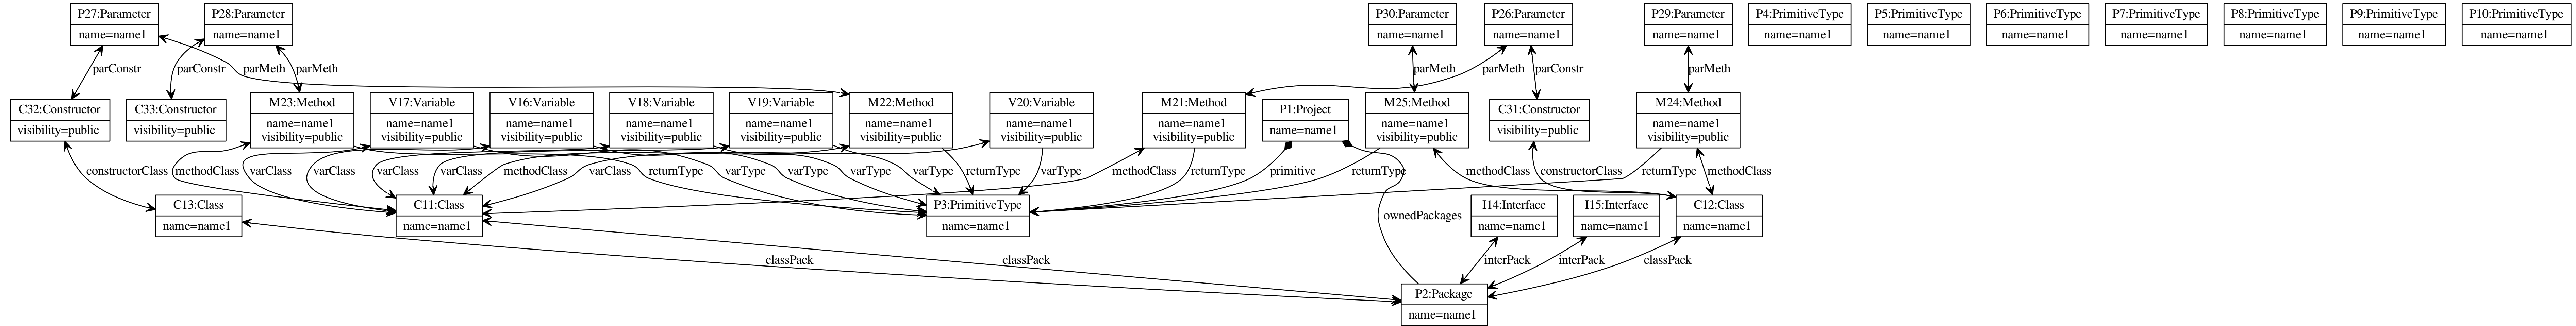 P27:Parameter
name=name1
P28:Parameter
name=name1
P30:Parameter
name=name1
P26:Parameter
name=name1
P29:Parameter
name=name1
P4:PrimitiveType
name=name1
P5:PrimitiveType
name=name1
P6:PrimitiveType
name=name1
P7:PrimitiveType
name=name1
P8:PrimitiveType
name=name1
P9:PrimitiveType
name=name1
P10:PrimitiveType
name=name1
parConstr
parConstr
parMeth
parMeth
parMeth
parMeth
parConstr
parMeth
C32:Constructor
visibility=public
C33:Constructor
visibility=public
M23:Method
name=name1
visibility=public
V17:Variable
name=name1
visibility=public
V16:Variable
name=name1
visibility=public
V18:Variable
name=name1
visibility=public
V19:Variable
name=name1
visibility=public
M22:Method
name=name1
visibility=public
V20:Variable
name=name1
visibility=public
M21:Method
name=name1
visibility=public
P1:Project
name=name1
M25:Method
name=name1
visibility=public
C31:Constructor
visibility=public
M24:Method
name=name1
visibility=public
constructorClass
methodClass
varClass
varClass
varClass
varClass
methodClass
varClass
returnType
varType
varType
varType
varType
returnType
varType
methodClass
returnType
primitive
returnType
methodClass
constructorClass
returnType
methodClass
C13:Class
name=name1
C11:Class
name=name1
P3:PrimitiveType
name=name1
ownedPackages
I14:Interface
name=name1
I15:Interface
name=name1
C12:Class
name=name1
classPack
classPack
interPack
interPack
classPack
P2:Package
name=name1